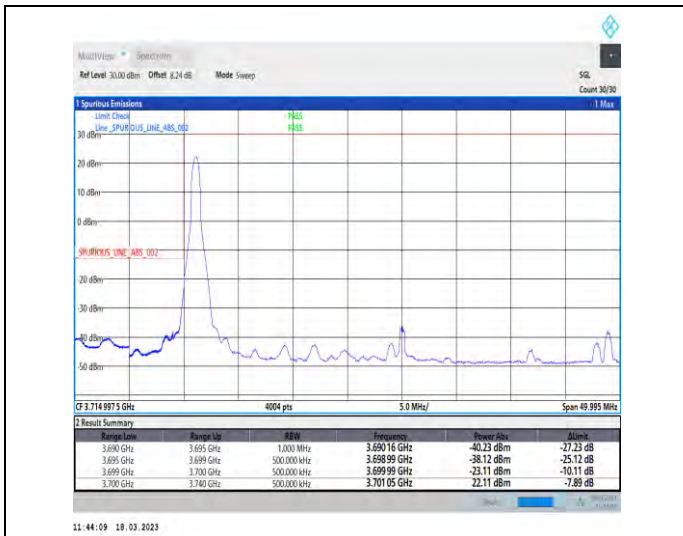 MultiView Spectrum
Ref Level 30.00 dBm Offset 8.24 dB Mode Sweep SGL
Count 30/30
1 Spurious Emissions 1 Max
Limit Check PASS
Line _SPURIOUS_LINE_ABS_002 PASS
30 dBm
20 dBm
10 dBm
0 dBm
_SPURIOUS_LINE_ABS_002
-20 dBm
-30 dBm
-40 dBm
-50 dBm
CF 3.714 997 5 GHz 4004 pts 5.0 MHz/ Span 49.995 MHz
2 Result Summary
Range Low Range Up RBW Frequency Power Abs ΔLimit
3.690 GHz 3.695 GHz 1.000 MHz 3.690 16 GHz -40.23 dBm -27.23 dB
3.695 GHz 3.699 GHz 500.000 kHz 3.698 99 GHz -38.12 dBm -25.12 dB
3.699 GHz 3.700 GHz 500.000 kHz 3.699 99 GHz -23.11 dBm -10.11 dB
3.700 GHz 3.740 GHz 500.000 kHz 3.701 05 GHz 22.11 dBm -7.89 dB
11:44:09 18.03.2023